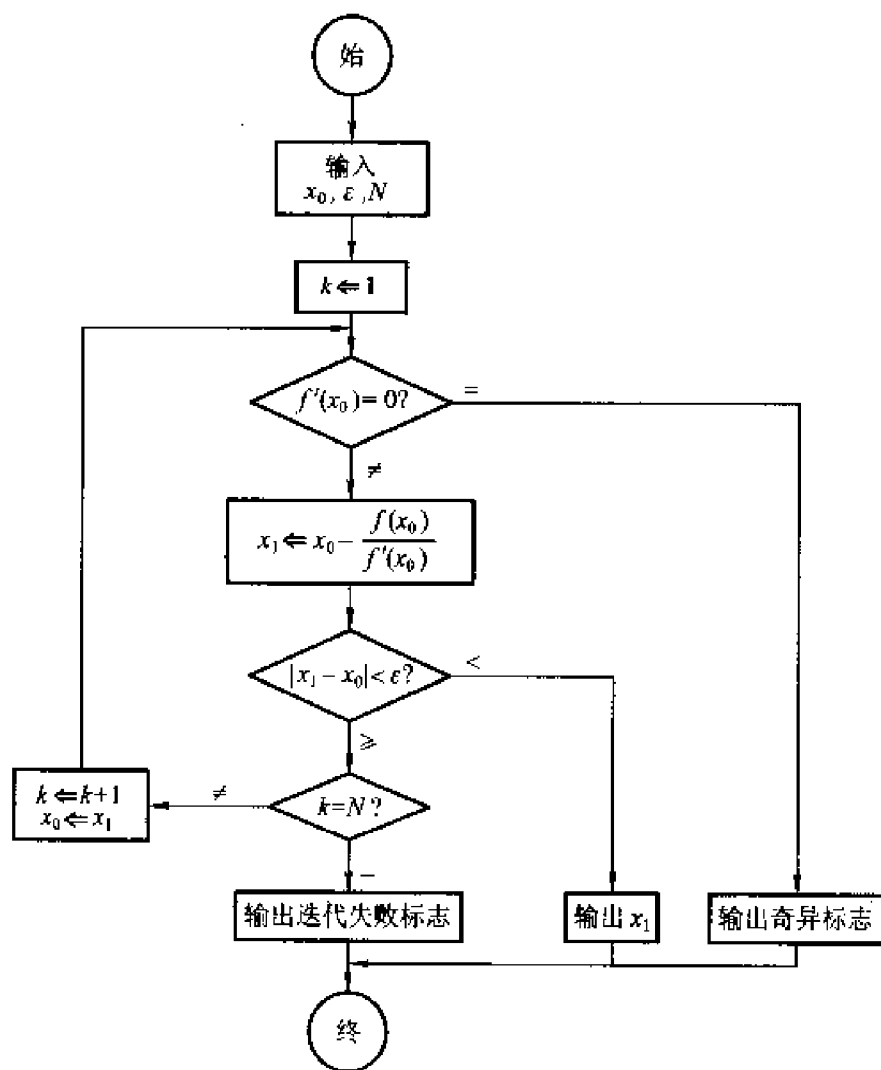 始
输入
x₀, ε, N
k⇐1
f′(x₀)=0?
=
≠
x₁⇐x₀− f(x₀)/f′(x₀)
|x₁−x₀|<ε?
<
≥
k⇐k+1
x₀⇐x₁
≠
k=N?
=
输出迭代失败标志
输出 x₁
输出奇异标志
终